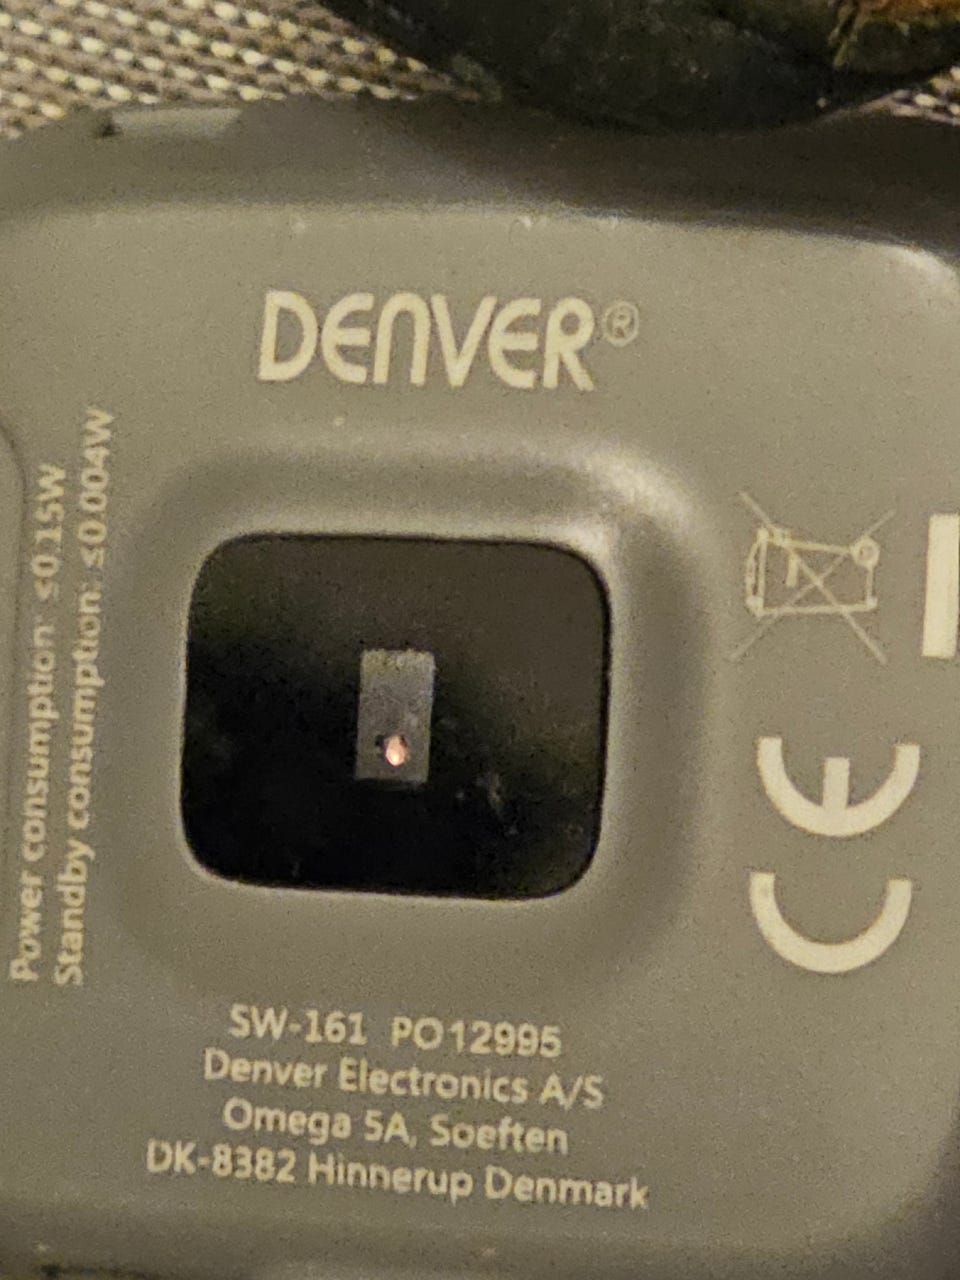 DENVER®
Power consumption: ≤0.15W
Standby consumption: ≤0.004W
CE
SW-161 PO12995
Denver Electronics A/S
Omega 5A, Soeften
DK-8382 Hinnerup Denmark